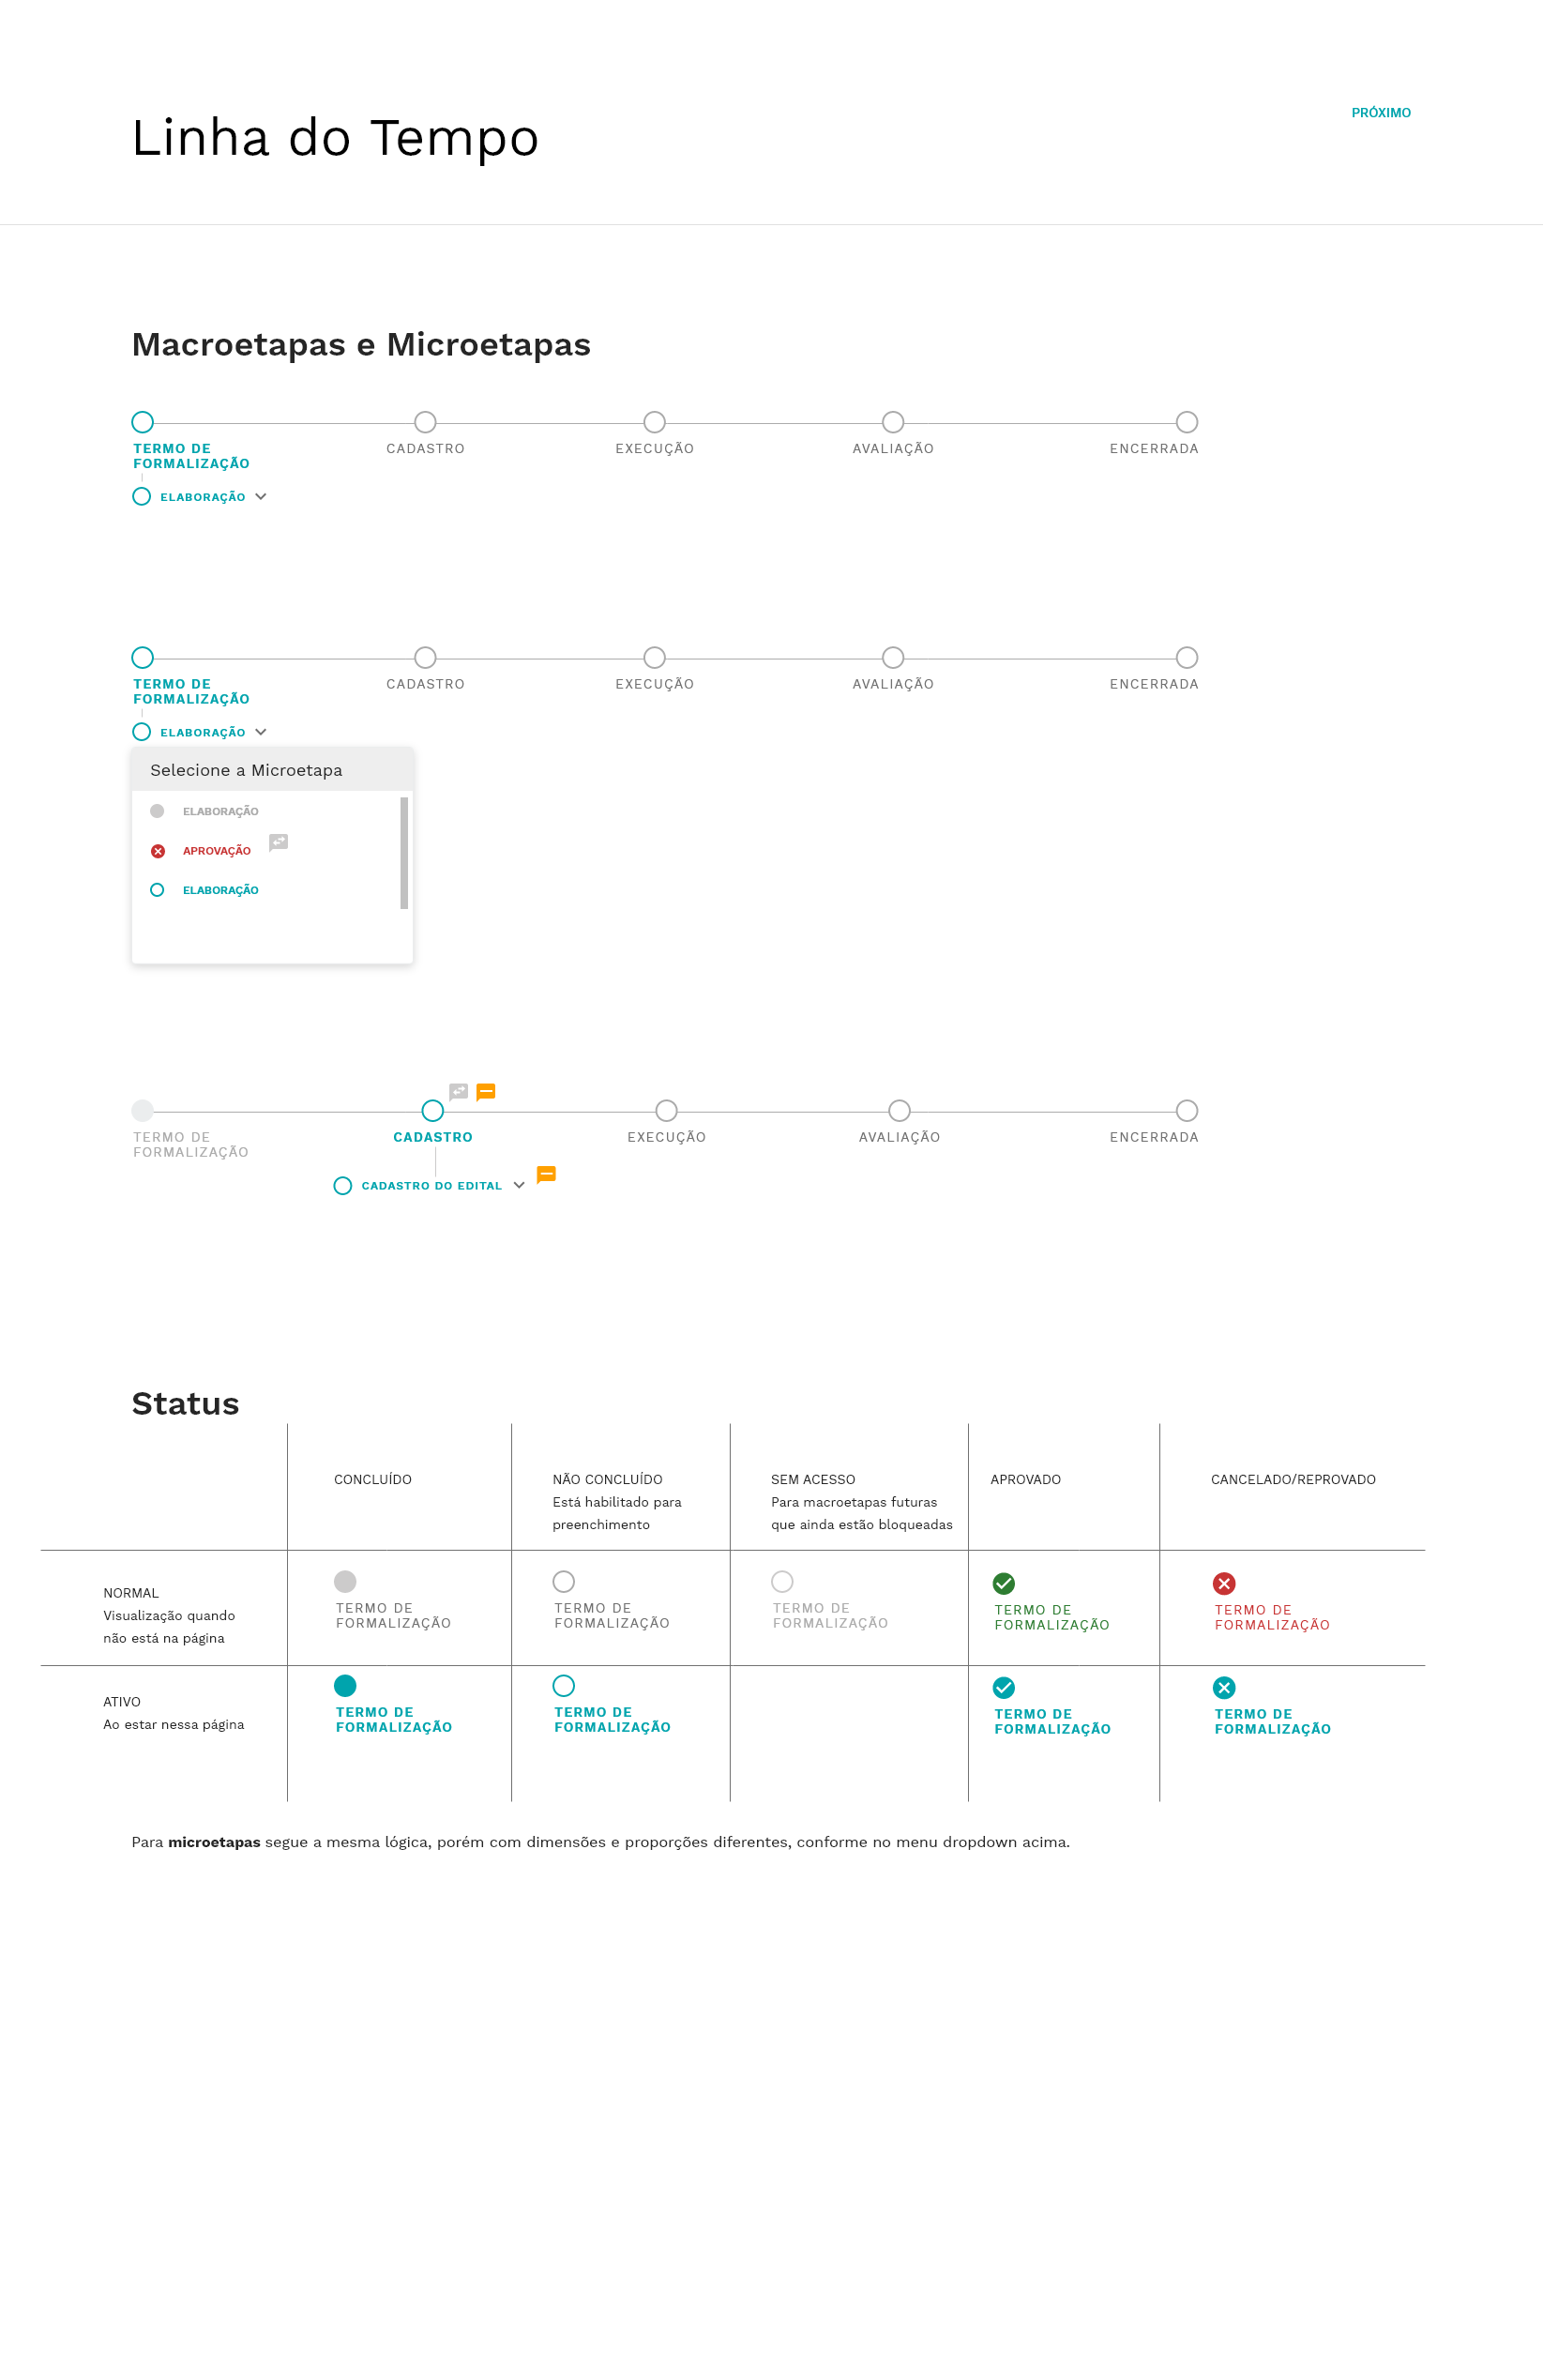 PRÓXIMO
Linha do Tempo
Macroetapas e Microetapas
TERMO DE
FORMALIZAÇÃO
CADASTRO
EXECUÇÃO
AVALIAÇÃO
ENCERRADA
ELABORAÇÃO
TERMO DE
FORMALIZAÇÃO
CADASTRO
EXECUÇÃO
AVALIAÇÃO
ENCERRADA
ELABORAÇÃO
Selecione a Microetapa
ELABORAÇÃO
APROVAÇÃO
ELABORAÇÃO
TERMO DE
FORMALIZAÇÃO
CADASTRO
EXECUÇÃO
AVALIAÇÃO
ENCERRADA
CADASTRO DO EDITAL
Status
CONCLUÍDO
NÃO CONCLUÍDO
Está habilitado para
preenchimento
SEM ACESSO
Para macroetapas futuras
que ainda estão bloqueadas
APROVADO
CANCELADO/REPROVADO
NORMAL
Visualização quando
não está na página
TERMO DE
FORMALIZAÇÃO
TERMO DE
FORMALIZAÇÃO
TERMO DE
FORMALIZAÇÃO
TERMO DE
FORMALIZAÇÃO
TERMO DE
FORMALIZAÇÃO
ATIVO
Ao estar nessa página
TERMO DE
FORMALIZAÇÃO
TERMO DE
FORMALIZAÇÃO
TERMO DE
FORMALIZAÇÃO
TERMO DE
FORMALIZAÇÃO
Para microetapas segue a mesma lógica, porém com dimensões e proporções diferentes, conforme no menu dropdown acima.